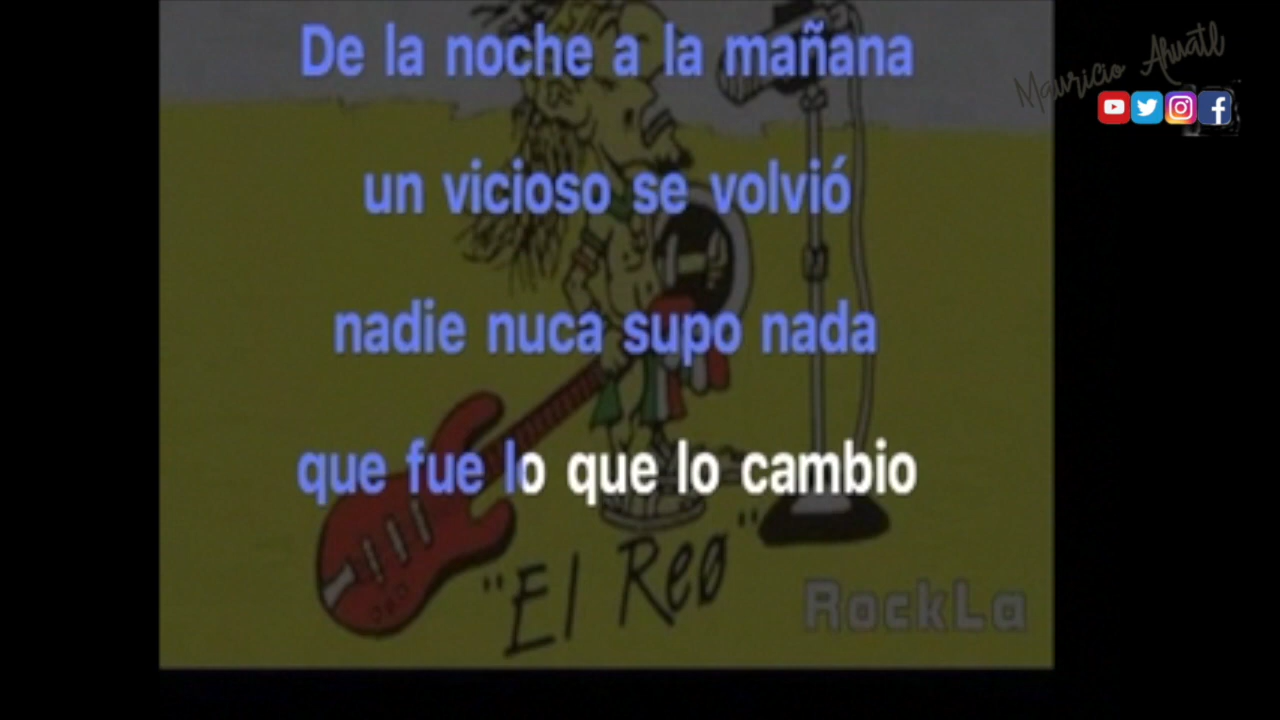 De la noche a la mañana
Mauricio Ahuatl
un vicioso se volvió
nadie nuca supo nada
que fue lo que lo cambio
"El Reo"
RockLa